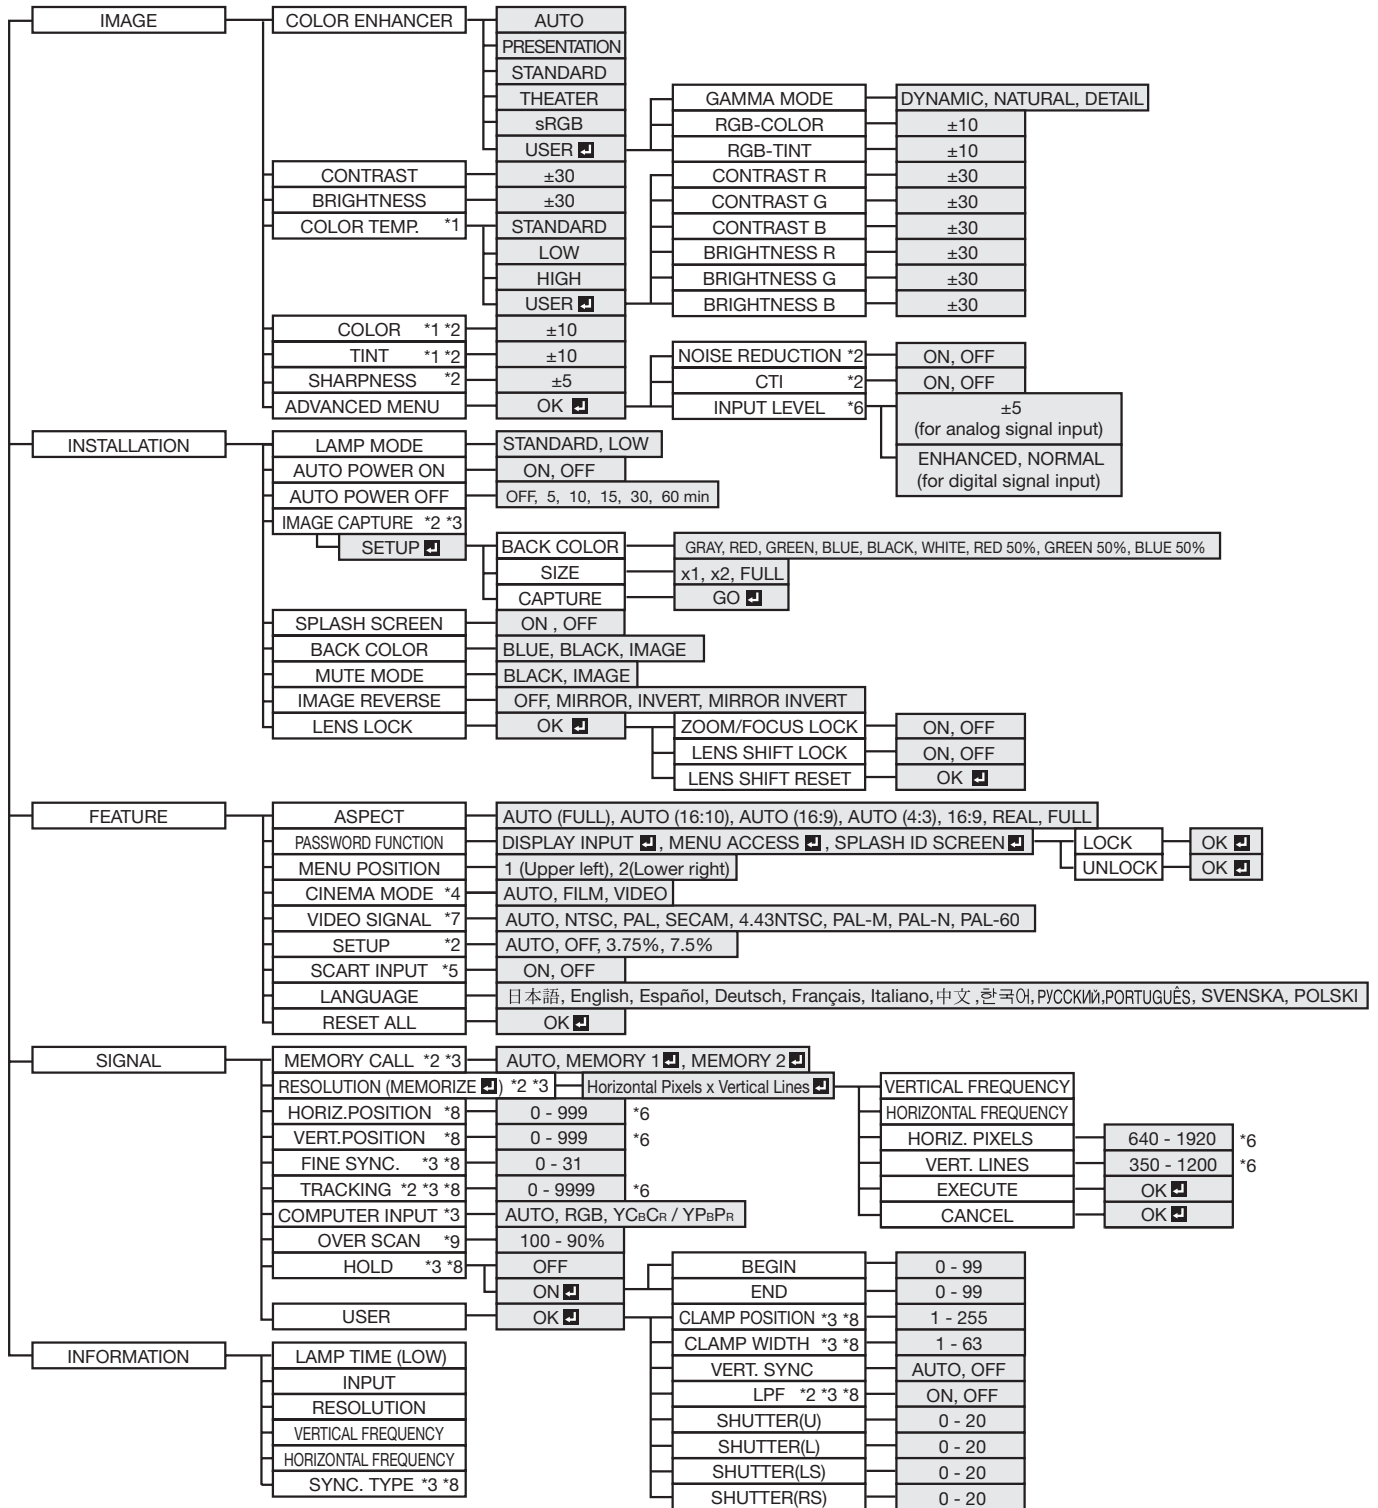 IMAGE COLOR ENHANCER AUTO
PRESENTATION
STANDARD
THEATER GAMMA MODE DYNAMIC, NATURAL, DETAIL
sRGB RGB-COLOR ±10
USER RGB-TINT ±10
CONTRAST ±30 CONTRAST R ±30
BRIGHTNESS ±30 CONTRAST G ±30
COLOR TEMP. *1 STANDARD CONTRAST B ±30
LOW BRIGHTNESS R ±30
HIGH BRIGHTNESS G ±30
USER BRIGHTNESS B ±30
COLOR *1 *2 ±10
TINT *1 *2 ±10 NOISE REDUCTION *2 ON, OFF
SHARPNESS *2 ±5 CTI *2 ON, OFF
ADVANCED MENU OK INPUT LEVEL *6 ±5
(for analog signal input)
ENHANCED, NORMAL
(for digital signal input)
INSTALLATION LAMP MODE STANDARD, LOW
AUTO POWER ON ON, OFF
AUTO POWER OFF OFF, 5, 10, 15, 30, 60 min
IMAGE CAPTURE *2 *3
SETUP BACK COLOR GRAY, RED, GREEN, BLUE, BLACK, WHITE, RED 50%, GREEN 50%, BLUE 50%
SIZE x1, x2, FULL
CAPTURE GO
SPLASH SCREEN ON , OFF
BACK COLOR BLUE, BLACK, IMAGE
MUTE MODE BLACK, IMAGE
IMAGE REVERSE OFF, MIRROR, INVERT, MIRROR INVERT
LENS LOCK OK ZOOM/FOCUS LOCK ON, OFF
LENS SHIFT LOCK ON, OFF
LENS SHIFT RESET OK
FEATURE ASPECT AUTO (FULL), AUTO (16:10), AUTO (16:9), AUTO (4:3), 16:9, REAL, FULL
PASSWORD FUNCTION DISPLAY INPUT , MENU ACCESS , SPLASH ID SCREEN LOCK OK
UNLOCK OK
MENU POSITION 1 (Upper left), 2(Lower right)
CINEMA MODE *4 AUTO, FILM, VIDEO
VIDEO SIGNAL *7 AUTO, NTSC, PAL, SECAM, 4.43NTSC, PAL-M, PAL-N, PAL-60
SETUP *2 AUTO, OFF, 3.75%, 7.5%
SCART INPUT *5 ON, OFF
LANGUAGE 日本語, English, Español, Deutsch, Français, Italiano, 中文 ,한국어, РУССКИЙ,PORTUGUÊS, SVENSKA, POLSKI
RESET ALL OK
SIGNAL MEMORY CALL *2 *3 AUTO, MEMORY 1 , MEMORY 2
RESOLUTION (MEMORIZE ) *2 *3 Horizontal Pixels x Vertical Lines VERTICAL FREQUENCY
HORIZ.POSITION *8 0 - 999 *6 HORIZONTAL FREQUENCY
VERT.POSITION *8 0 - 999 *6 HORIZ. PIXELS 640 - 1920 *6
FINE SYNC. *3 *8 0 - 31 VERT. LINES 350 - 1200 *6
TRACKING *2 *3 *8 0 - 9999 *6 EXECUTE OK
COMPUTER INPUT *3 AUTO, RGB, YCBCR / YPBPR CANCEL OK
OVER SCAN *9 100 - 90%
HOLD *3 *8 OFF BEGIN 0 - 99
ON END 0 - 99
USER OK CLAMP POSITION *3 *8 1 - 255
CLAMP WIDTH *3 *8 1 - 63
VERT. SYNC AUTO, OFF
LPF *2 *3 *8 ON, OFF
SHUTTER(U) 0 - 20
SHUTTER(L) 0 - 20
SHUTTER(LS) 0 - 20
SHUTTER(RS) 0 - 20
INFORMATION LAMP TIME (LOW)
INPUT
RESOLUTION
VERTICAL FREQUENCY
HORIZONTAL FREQUENCY
SYNC. TYPE *3 *8